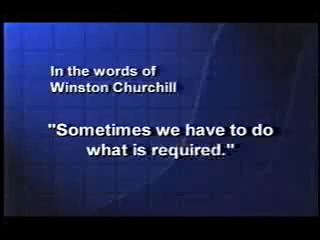 In the words of
Winston Churchill
"Sometimes we have to do
what is required."